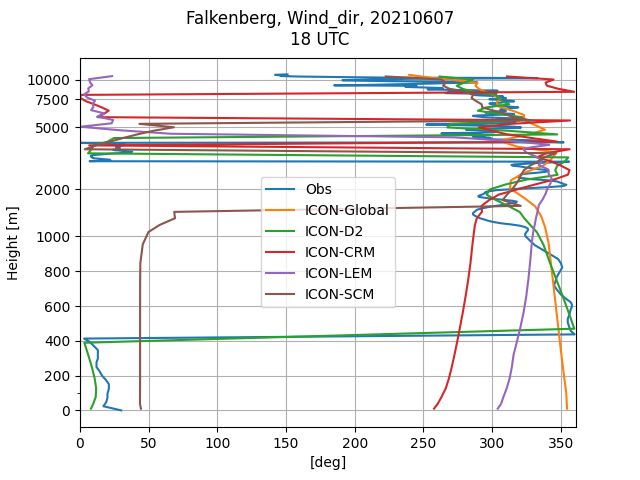 Falkenberg, Wind_dir, 20210607
18 UTC
Height [m]
10000
7500
5000
2000
1000
800
600
400
200
0
Obs
ICON-Global
ICON-D2
ICON-CRM
ICON-LEM
ICON-SCM
0 50 100 150 200 250 300 350
[deg]